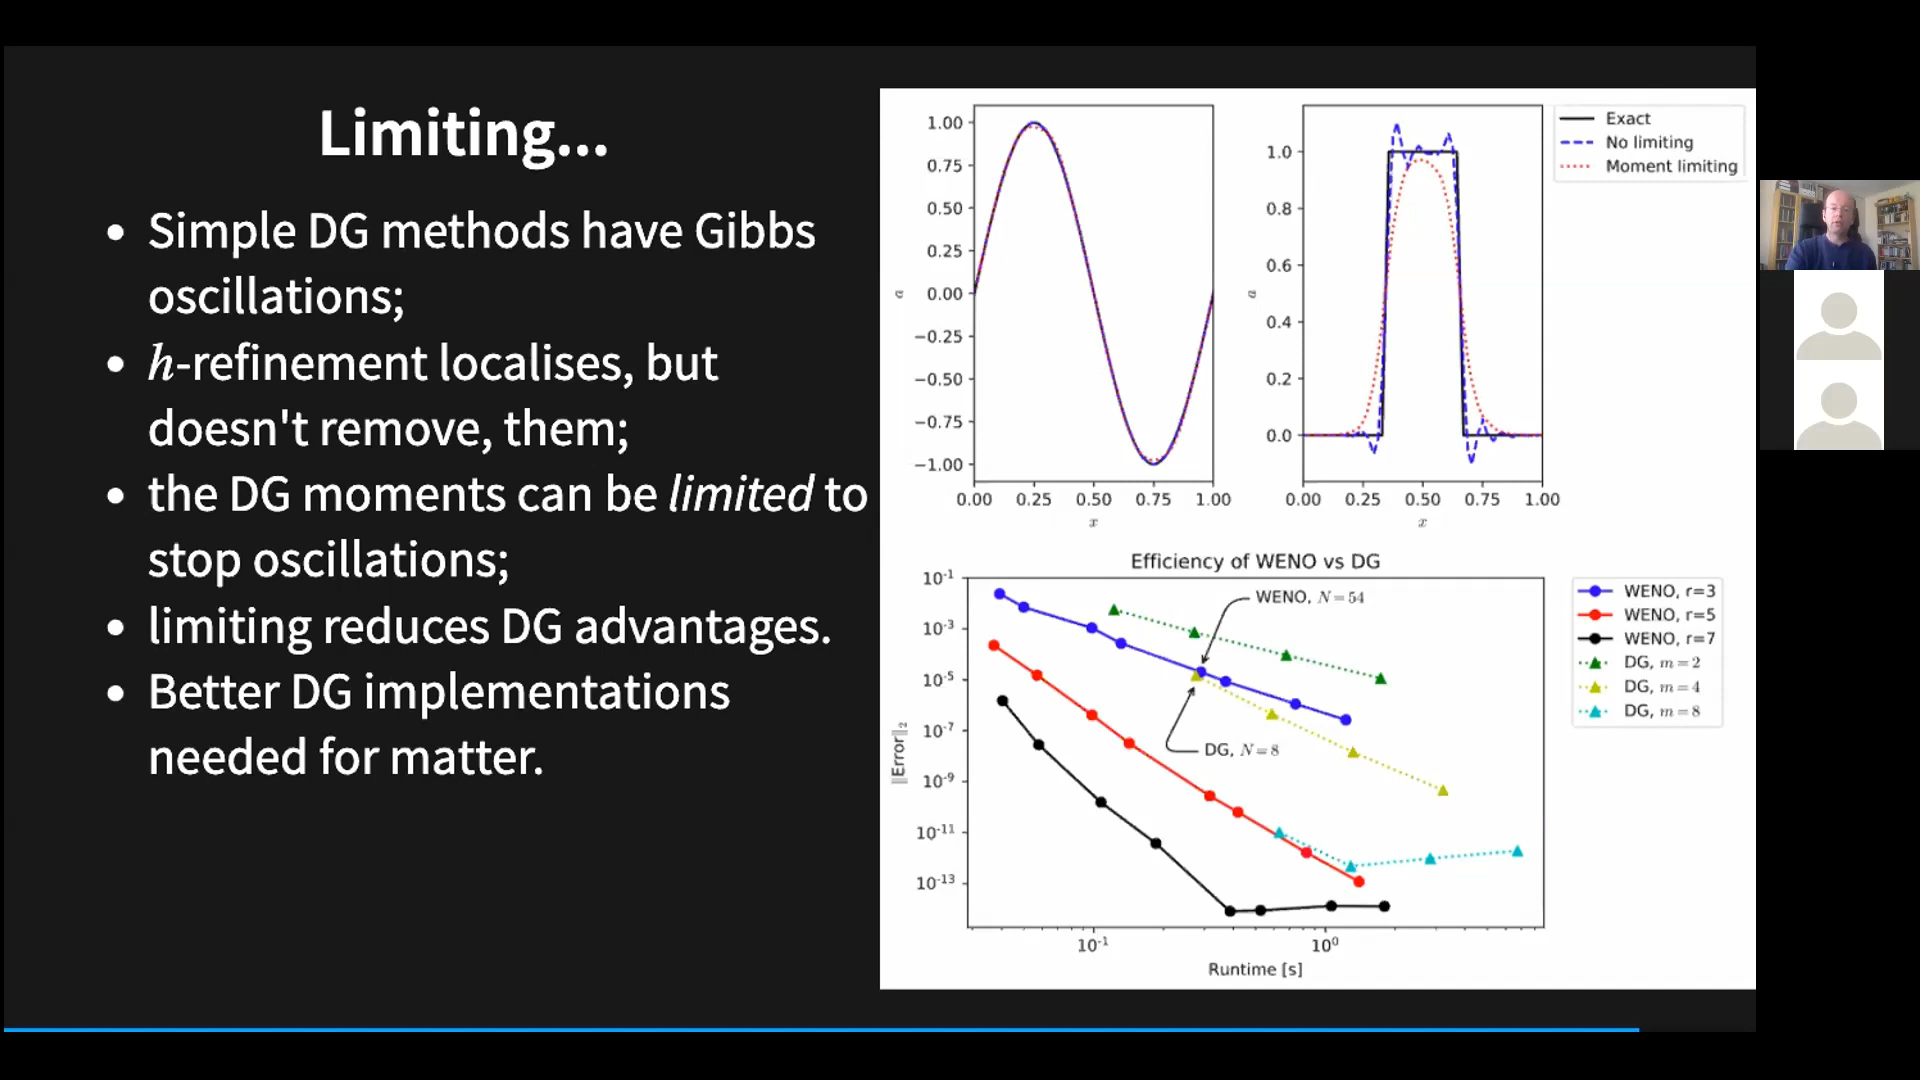 Limiting...
Simple DG methods have Gibbs
oscillations;
h-refinement localises, but
doesn't remove, them;
the DG moments can be limited to
stop oscillations;
limiting reduces DG advantages.
Better DG implementations
needed for matter.
1.00
0.75
0.50
0.25
0.00
−0.25
−0.50
−0.75
−1.00
a
0.00 0.25 0.50 0.75 1.00
x
1.0
0.8
0.6
0.4
0.2
0.0
a
0.00 0.25 0.50 0.75 1.00
x
Exact
No limiting
Moment limiting
Efficiency of WENO vs DG
10⁻¹
10⁻³
10⁻⁵
10⁻⁷
10⁻⁹
10⁻¹¹
10⁻¹³
‖Error‖₂
WENO, N = 54
DG, N = 8
10⁻¹ 10⁰
Runtime [s]
WENO, r=3
WENO, r=5
WENO, r=7
DG, m = 2
DG, m = 4
DG, m = 8